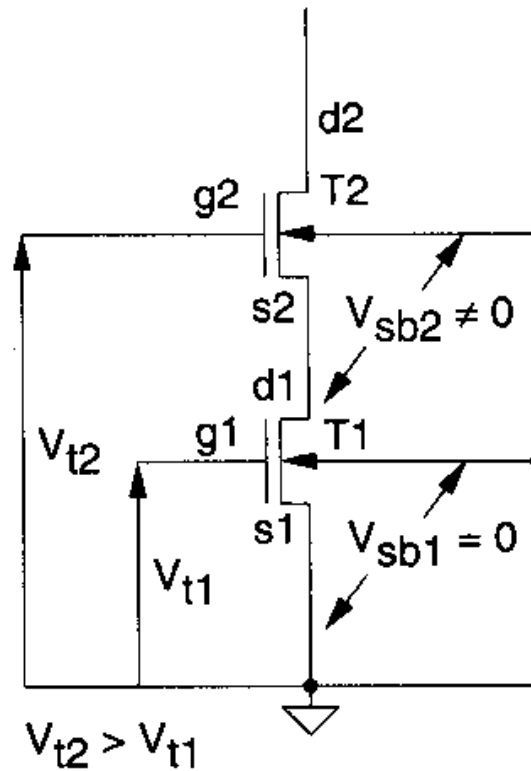 d2
g2
T2
s2
V_sb2 ≠ 0
d1
g1
T1
V_t2
s1
V_sb1 = 0
V_t1
V_t2 > V_t1